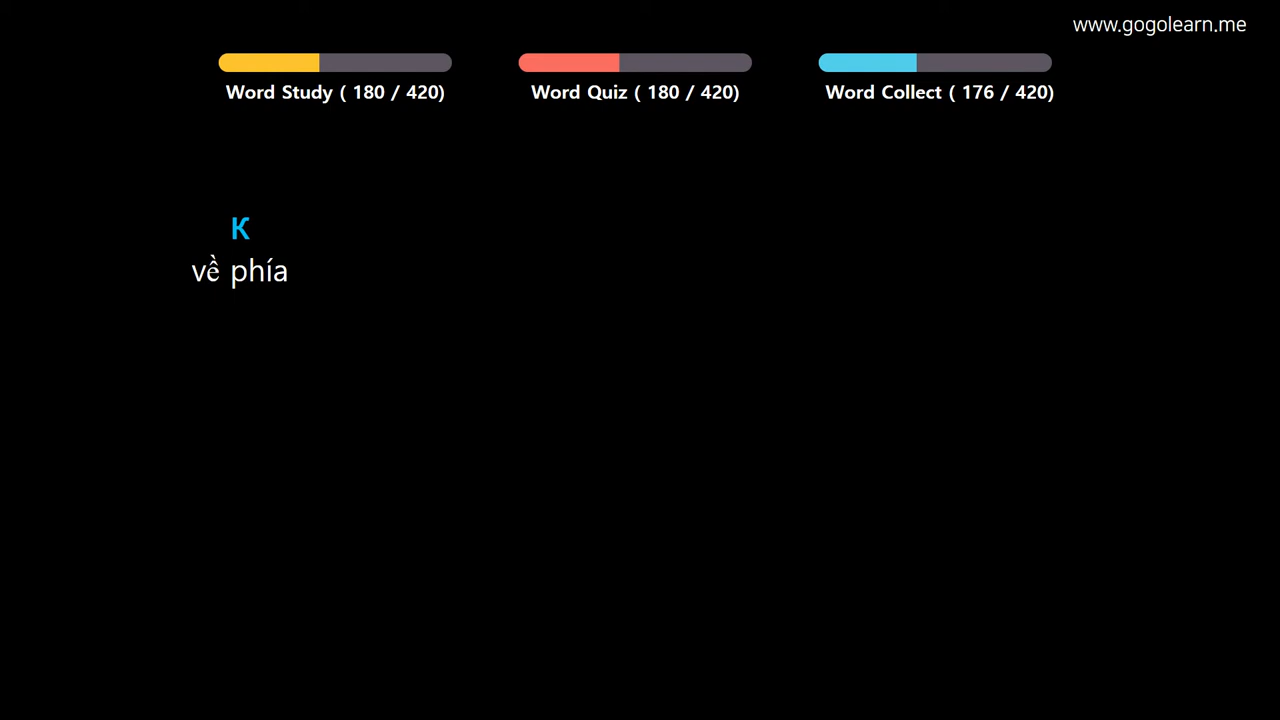 www.gogolearn.me
Word Study ( 180 / 420)
Word Quiz ( 180 / 420)
Word Collect ( 176 / 420)
К
về phía